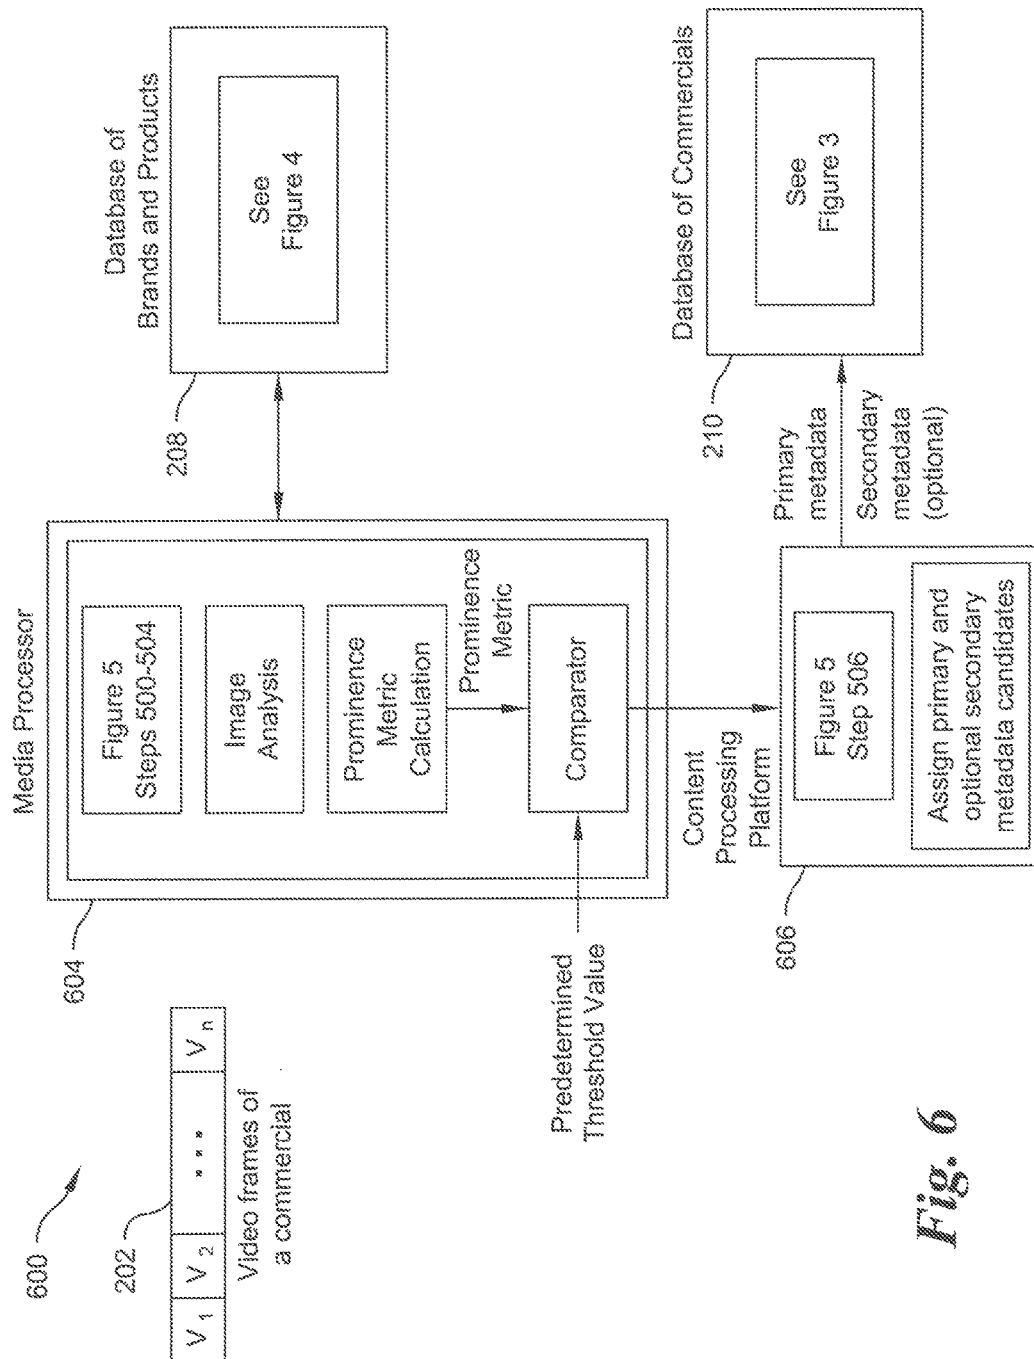 600
202
V1
V2
...
Vn
Video frames of
a commercial
604
Media Processor
Figure 5
Steps 500-504
Image
Analysis
Prominence
Metric
Calculation
Prominence
Metric
Comparator
Predetermined
Threshold Value
208
Database of
Brands and Products
See
Figure 4
Content
Processing
Platform
606
Figure 5
Step 506
Assign primary and
optional secondary
metadata candidates
Primary
metadata
Secondary
metadata
(optional)
210
Database of Commercials
See
Figure 3
Fig. 6